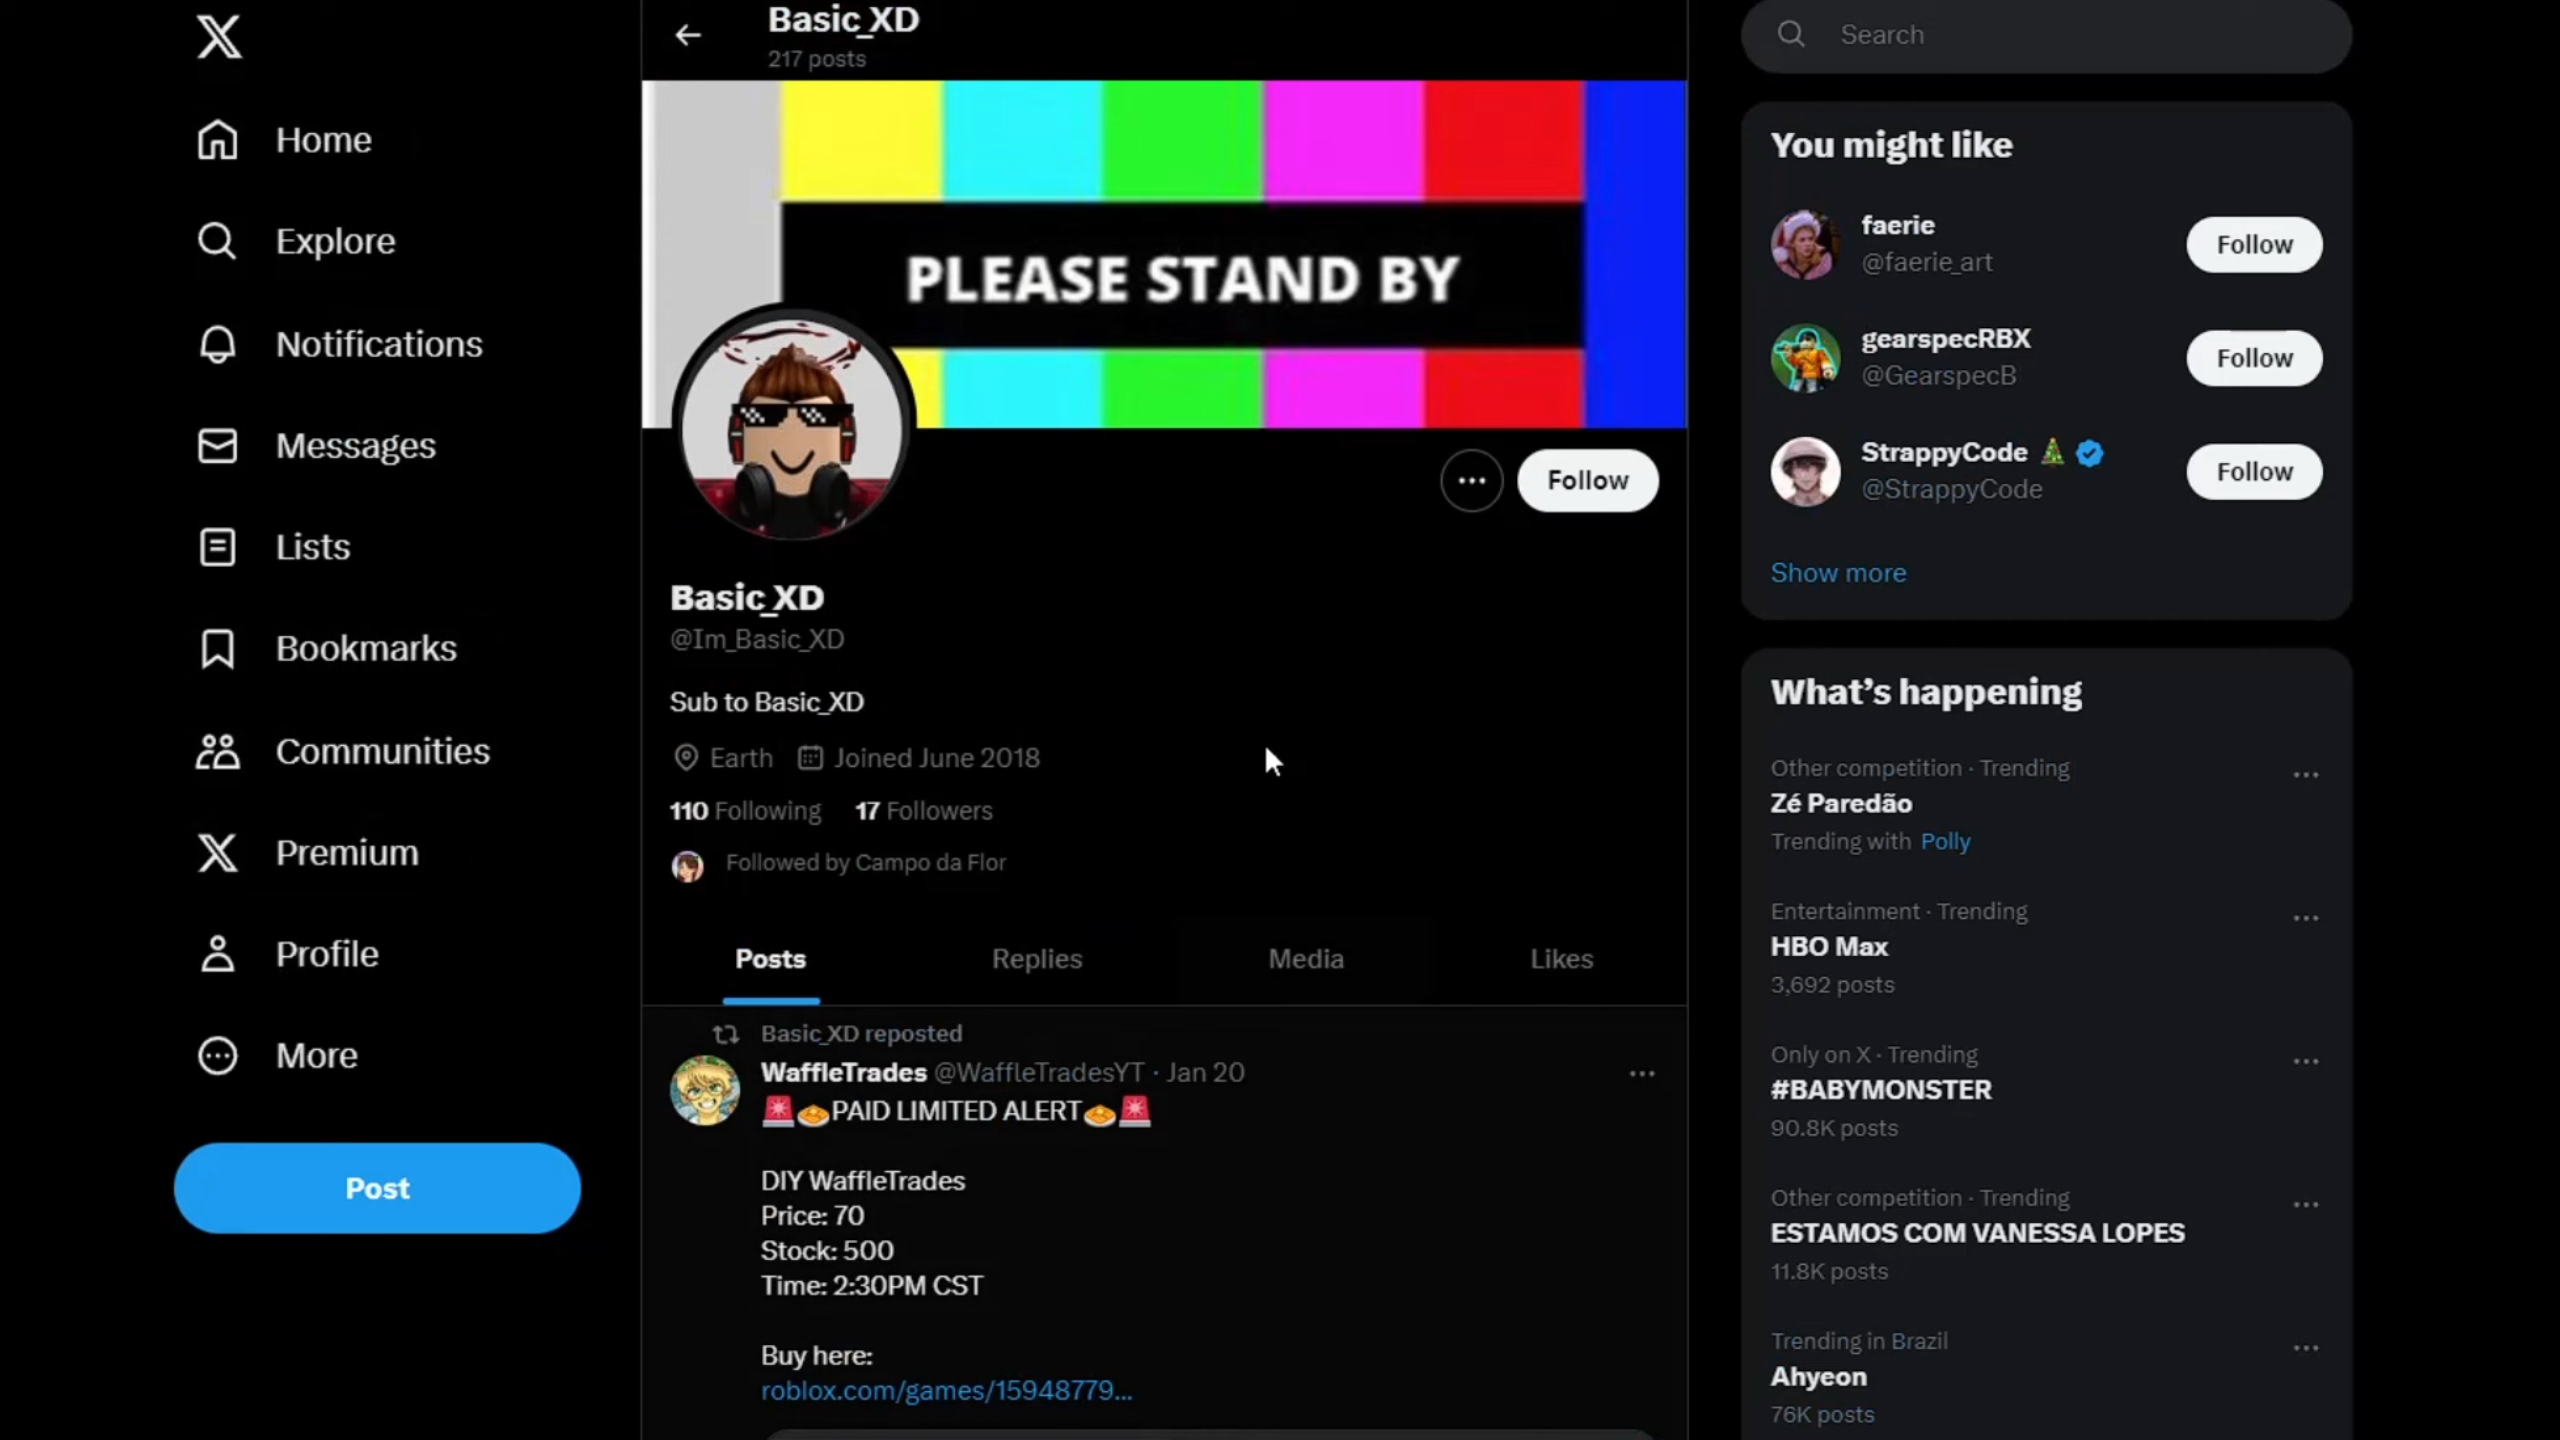 Home
Explore
Notifications
Messages
Lists
Bookmarks
Communities
Premium
Profile
More
Post
Basic_XD
217 posts
PLEASE STAND BY
Follow
Basic_XD
@Im_Basic_XD
Sub to Basic_XD
Earth Joined June 2018
110 Following 17 Followers
Followed by Campo da Flor
Posts Replies Media Likes
Basic_XD reposted
WaffleTrades @WaffleTradesYT · Jan 20
🚨🧇PAID LIMITED ALERT🧇🚨
DIY WaffleTrades
Price: 70
Stock: 500
Time: 2:30PM CST
Buy here:
roblox.com/games/15948779...
Search
You might like
faerie
@faerie_art
Follow
gearspecRBX
@GearspecB
Follow
StrappyCode 🎄
@StrappyCode
Follow
Show more
What's happening
Other competition · Trending
Zé Paredão
Trending with Polly
Entertainment · Trending
HBO Max
3,692 posts
Only on X · Trending
#BABYMONSTER
90.8K posts
Other competition · Trending
ESTAMOS COM VANESSA LOPES
11.8K posts
Trending in Brazil
Ahyeon
76K posts